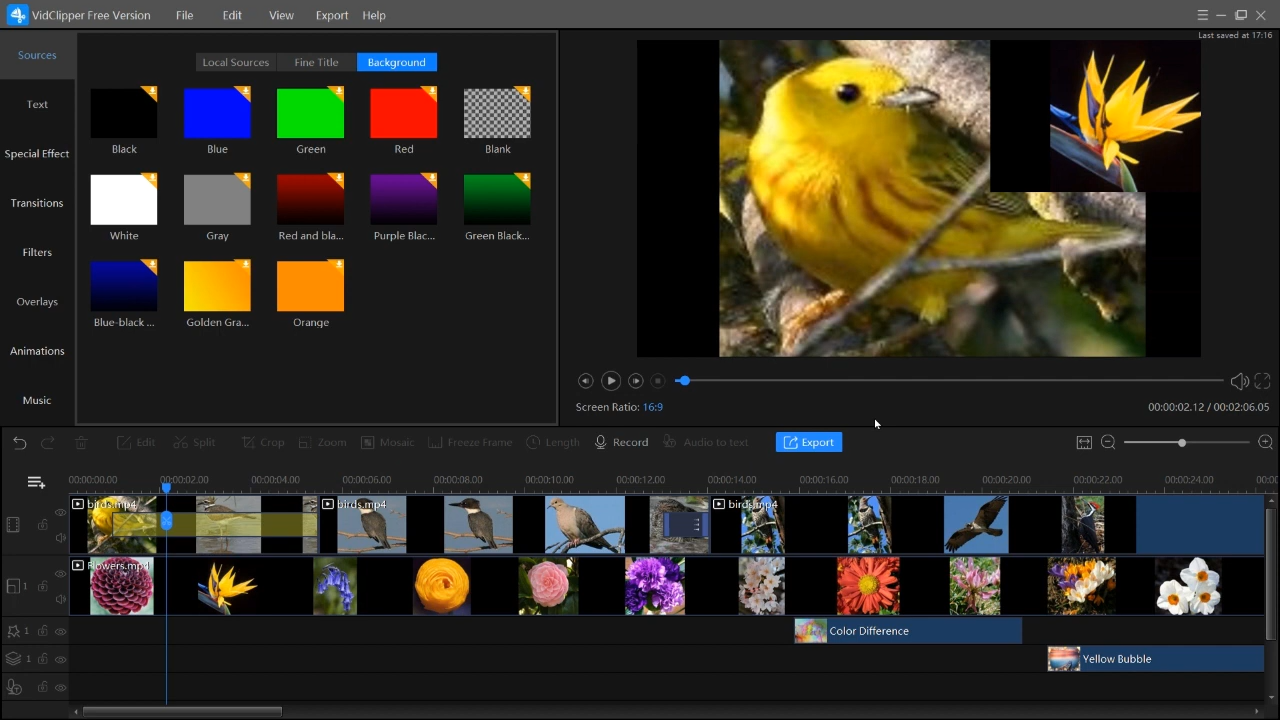 VidClipper Free Version File Edit View Export Help
Last saved at 17:16
Sources
Text
Special Effect
Transitions
Filters
Overlays
Animations
Music
Local Sources Fine Title Background
Black Blue Green Red Blank
White Gray Red and bla... Purple Blac... Green Black...
Blue-black ... Golden Gra... Orange
Screen Ratio: 16:9
00:00:02.12 / 00:02:06.05
Edit Split Crop Zoom Mosaic Freeze Frame Length Record Audio to text Export
00:00:00.00 00:00:02.00 00:00:04.00 00:00:06.00 00:00:08.00 00:00:10.00 00:00:12.00 00:00:14.00 00:00:16.00 00:00:18.00 00:00:20.00 00:00:22.00 00:00:24.00 00:00
birds.mp4 birds.mp4 birds.mp4
1 Flowers.mp4
1 Color Difference
1 Yellow Bubble